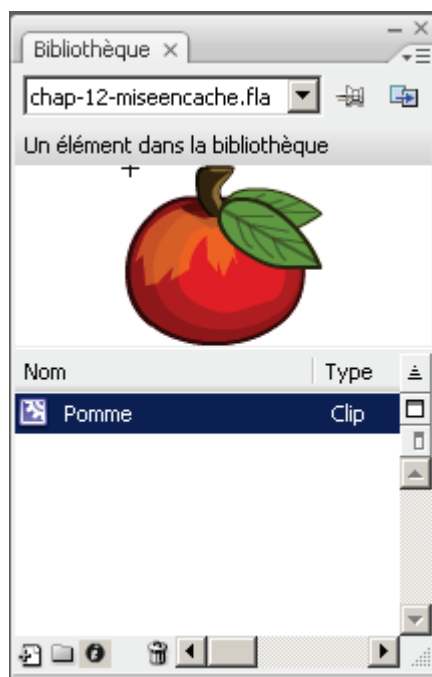 Bibliothèque
chap-12-miseencache.fla
Un élément dans la bibliothèque
Nom Type
Pomme Clip